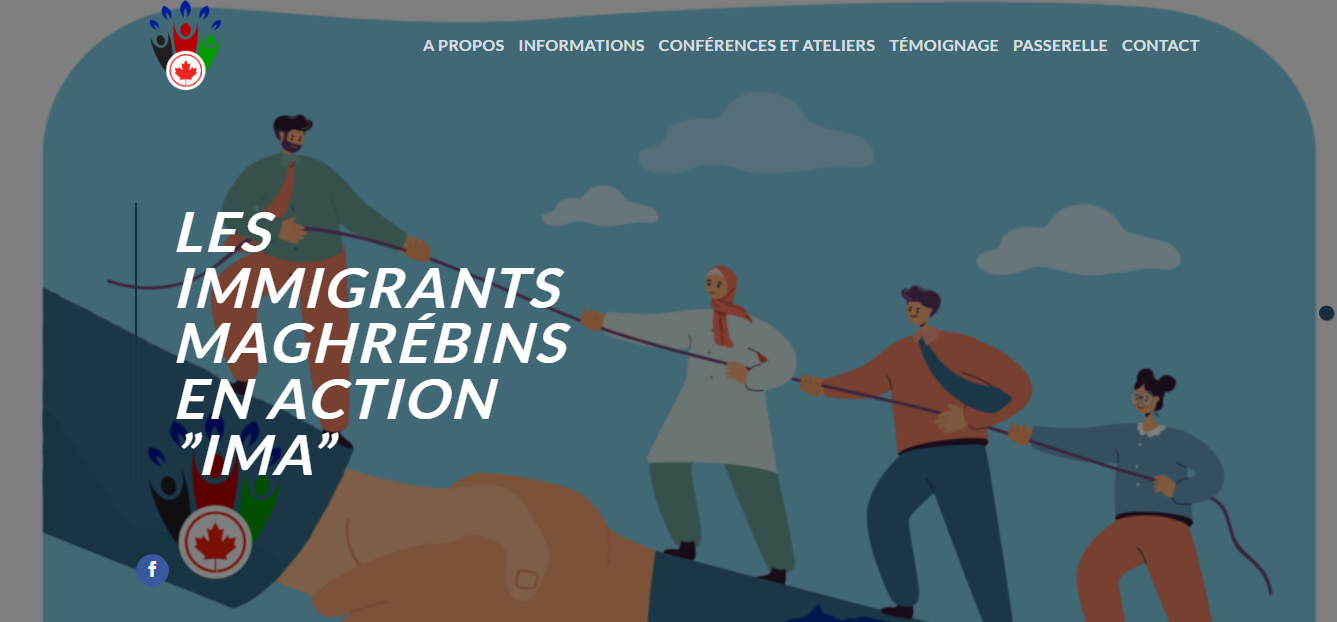 A PROPOS INFORMATIONS CONFÉRENCES ET ATELIERS TÉMOIGNAGE PASSERELLE CONTACT
LES
IMMIGRANTS
MAGHRÉBINS
EN ACTION
”IMA”
f